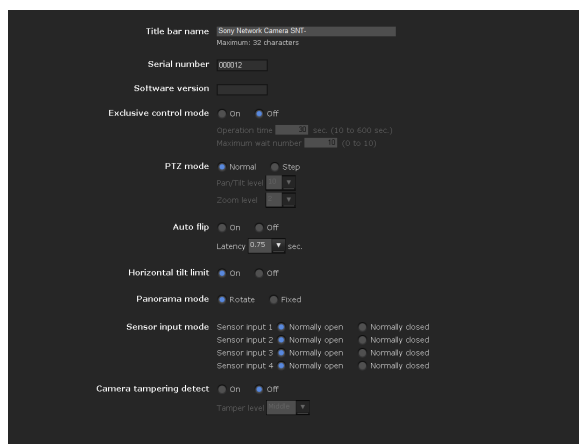 Title bar name Sony Network Camera SNT-
Maximum: 32 characters
Serial number 000012
Software version
Exclusive control mode On Off
Operation time 30 sec. (10 to 600 sec.)
Maximum wait number 10 (0 to 10)
PTZ mode Normal Step
Pan/Tilt level
Zoom level
Auto flip On Off
Latency 0.75 sec.
Horizontal tilt limit On Off
Panorama mode Rotate Fixed
Sensor input mode Sensor input 1 Normally open Normally closed
Sensor input 2 Normally open Normally closed
Sensor input 3 Normally open Normally closed
Sensor input 4 Normally open Normally closed
Camera tampering detect On Off
Tamper level Middle